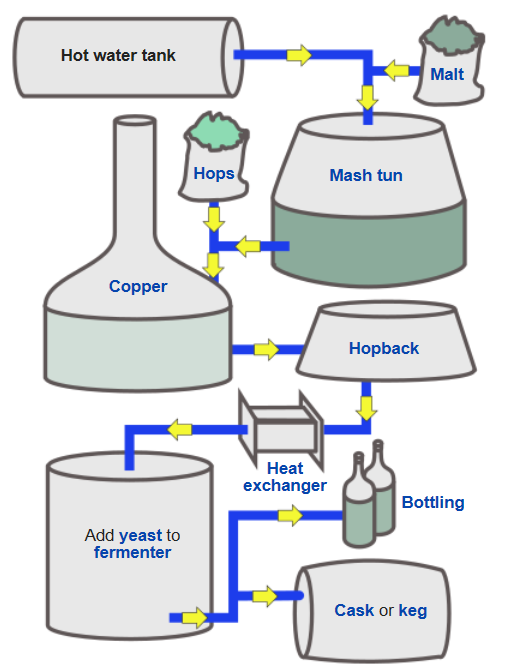 Hot water tank
Malt
Hops
Mash tun
Copper
Hopback
Heat
exchanger
Bottling
Add yeast to
fermenter
Cask or keg